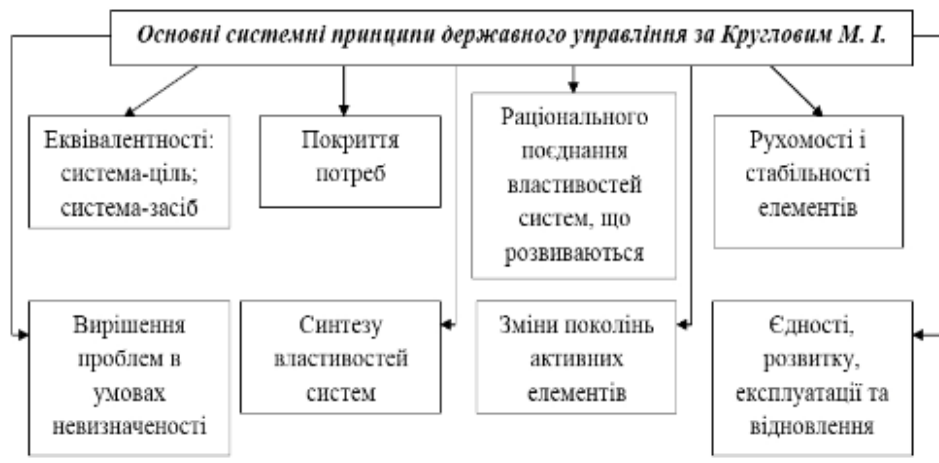 Основні системні принципи державного управління за Кругловим М. І.
Еквівалентності:
система-ціль;
система-засіб
Покриття
потреб
Раціонального
поєднання
властивостей
систем, що
розвиваються
Рухомості і
стабільності
елементів
Вирішення
проблем в
умовах
невизначеності
Синтезу
властивостей
систем
Зміни поколінь
активних
елементів
Єдності,
розвитку,
експлуатації та
відновлення